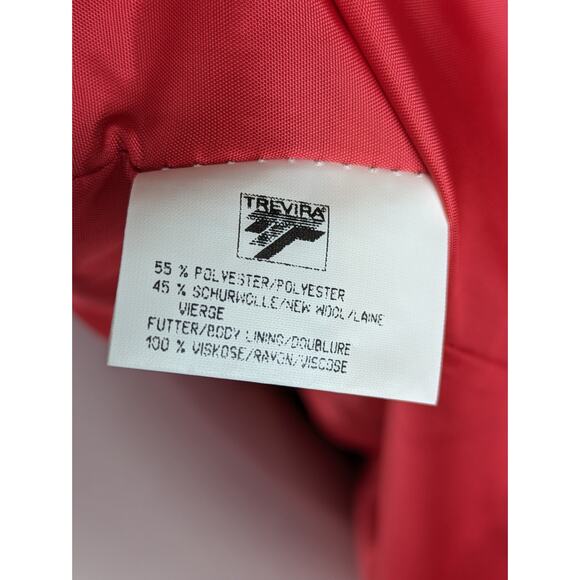 TREVIRA®
55 % POLYESTER/POLYESTER
45 % SCHURWOLLE/NEW WOOL/LAINE
VIERGE
FUTTER/BODY LINING/DOUBLURE
100 % VISKOSE/RAYON/VISCOSE